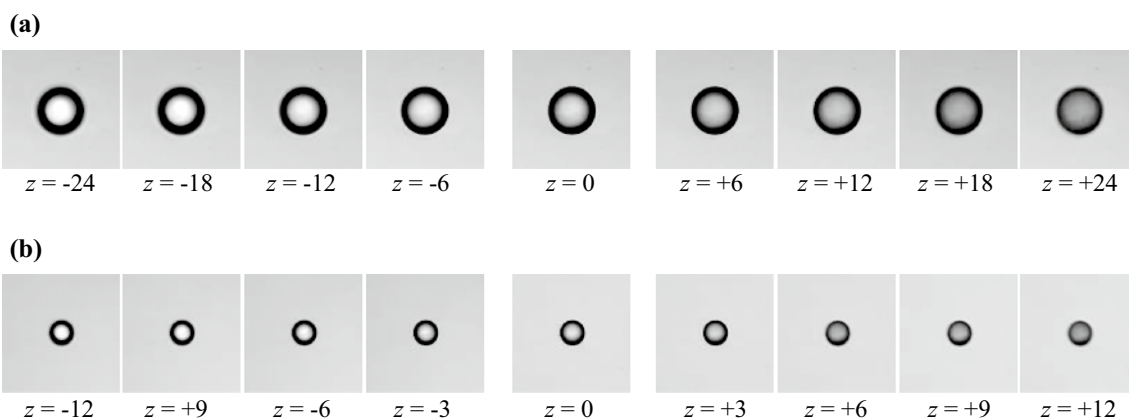 (a)
z = -24 z = -18 z = -12 z = -6 z = 0 z = +6 z = +12 z = +18 z = +24
(b)
z = -12 z = +9 z = -6 z = -3 z = 0 z = +3 z = +6 z = +9 z = +12